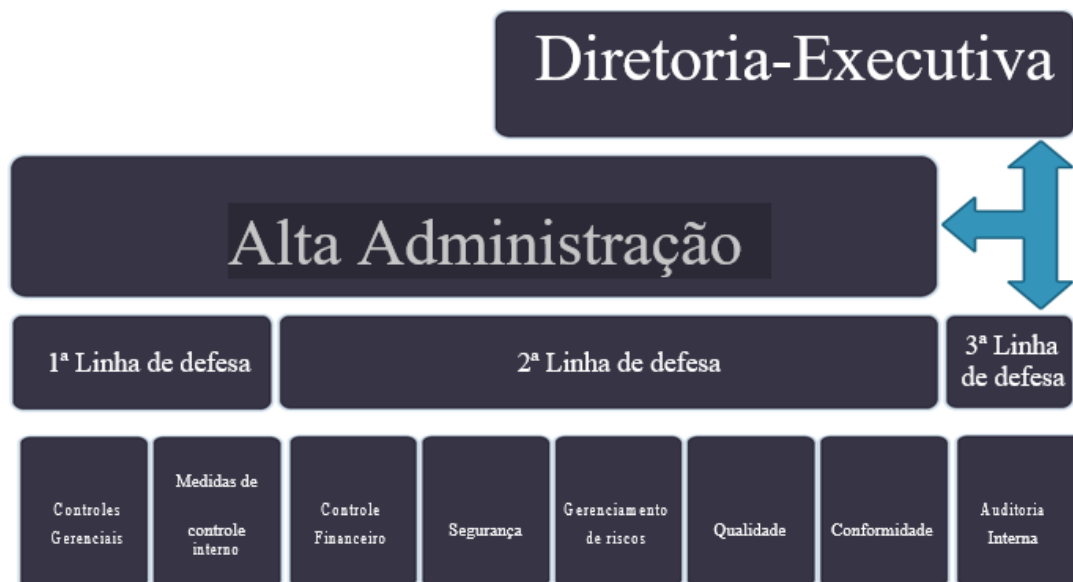 Diretoria-Executiva
Alta Administração
1ª Linha de defesa
2ª Linha de defesa
3ª Linha
de defesa
Controles
Gerenciais
Medidas de
controle
interno
Controle
Financeiro
Segurança
Gerenciamento
de riscos
Qualidade
Conformidade
Auditoria
Interna